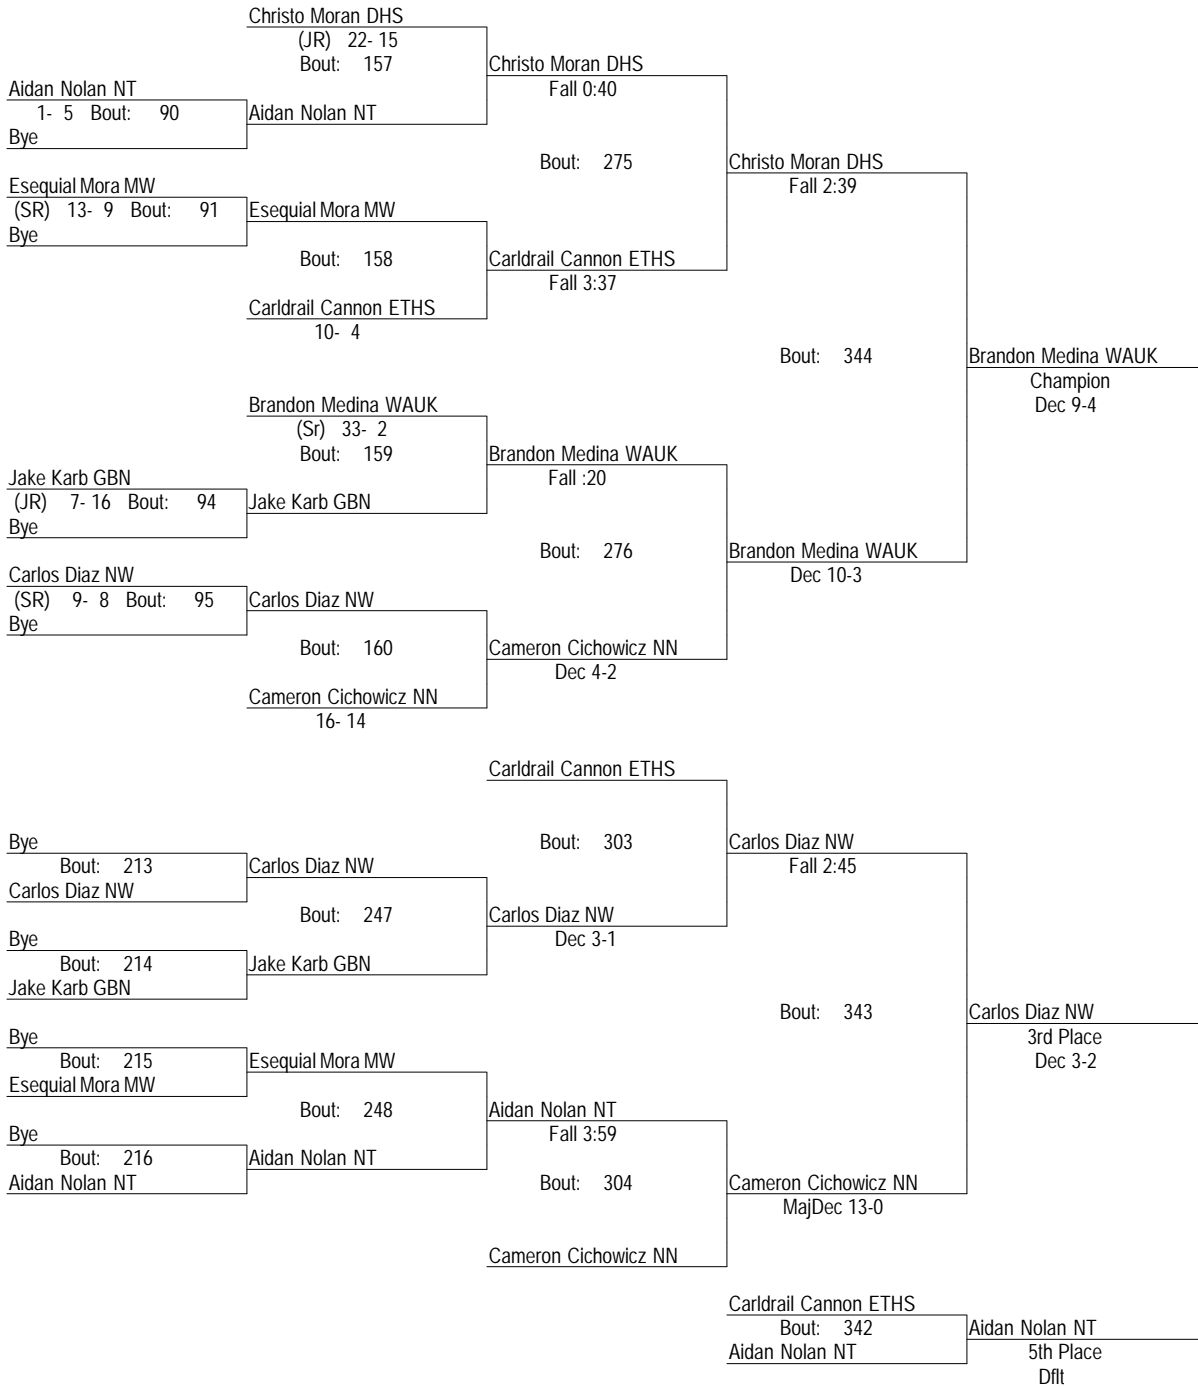 Christo Moran DHS
(JR) 22- 15
Bout: 157
Christo Moran DHS
Fall 0:40
Aidan Nolan NT
1- 5 Bout: 90
Aidan Nolan NT
Bye
Bout: 275
Christo Moran DHS
Fall 2:39
Esequial Mora MW
(SR) 13- 9 Bout: 91
Esequial Mora MW
Bye
Bout: 158
Carldrail Cannon ETHS
Fall 3:37
Carldrail Cannon ETHS
10- 4
Bout: 344
Brandon Medina WAUK
Champion
Dec 9-4
Brandon Medina WAUK
(Sr) 33- 2
Bout: 159
Brandon Medina WAUK
Fall :20
Jake Karb GBN
(JR) 7- 16 Bout: 94
Jake Karb GBN
Bye
Bout: 276
Brandon Medina WAUK
Dec 10-3
Carlos Diaz NW
(SR) 9- 8 Bout: 95
Carlos Diaz NW
Bye
Bout: 160
Cameron Cichowicz NN
Dec 4-2
Cameron Cichowicz NN
16- 14
Carldrail Cannon ETHS
Bout: 303
Carlos Diaz NW
Fall 2:45
Bye
Bout: 213
Carlos Diaz NW
Carlos Diaz NW
Bout: 247
Carlos Diaz NW
Dec 3-1
Bye
Bout: 214
Jake Karb GBN
Jake Karb GBN
Bout: 343
Carlos Diaz NW
3rd Place
Dec 3-2
Bye
Bout: 215
Esequial Mora MW
Esequial Mora MW
Bout: 248
Aidan Nolan NT
Fall 3:59
Bye
Bout: 216
Aidan Nolan NT
Aidan Nolan NT
Bout: 304
Cameron Cichowicz NN
MajDec 13-0
Cameron Cichowicz NN
Carldrail Cannon ETHS
Bout: 342
Aidan Nolan NT
Aidan Nolan NT
5th Place
Dflt